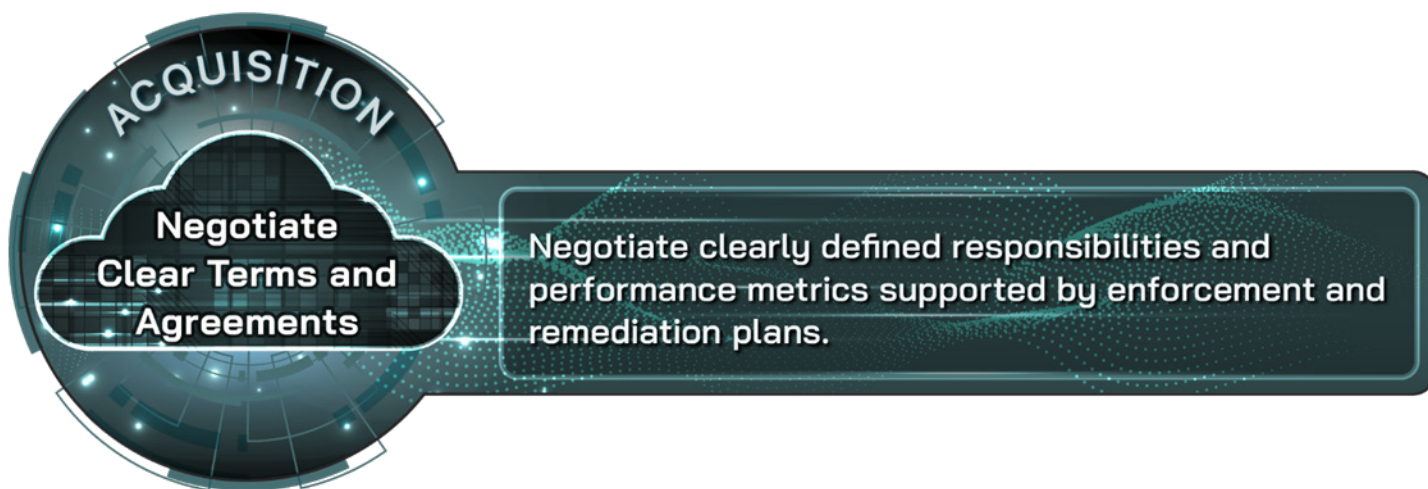 ACQUISITION
Negotiate
Clear Terms and
Agreements
Negotiate clearly defined responsibilities and
performance metrics supported by enforcement and
remediation plans.